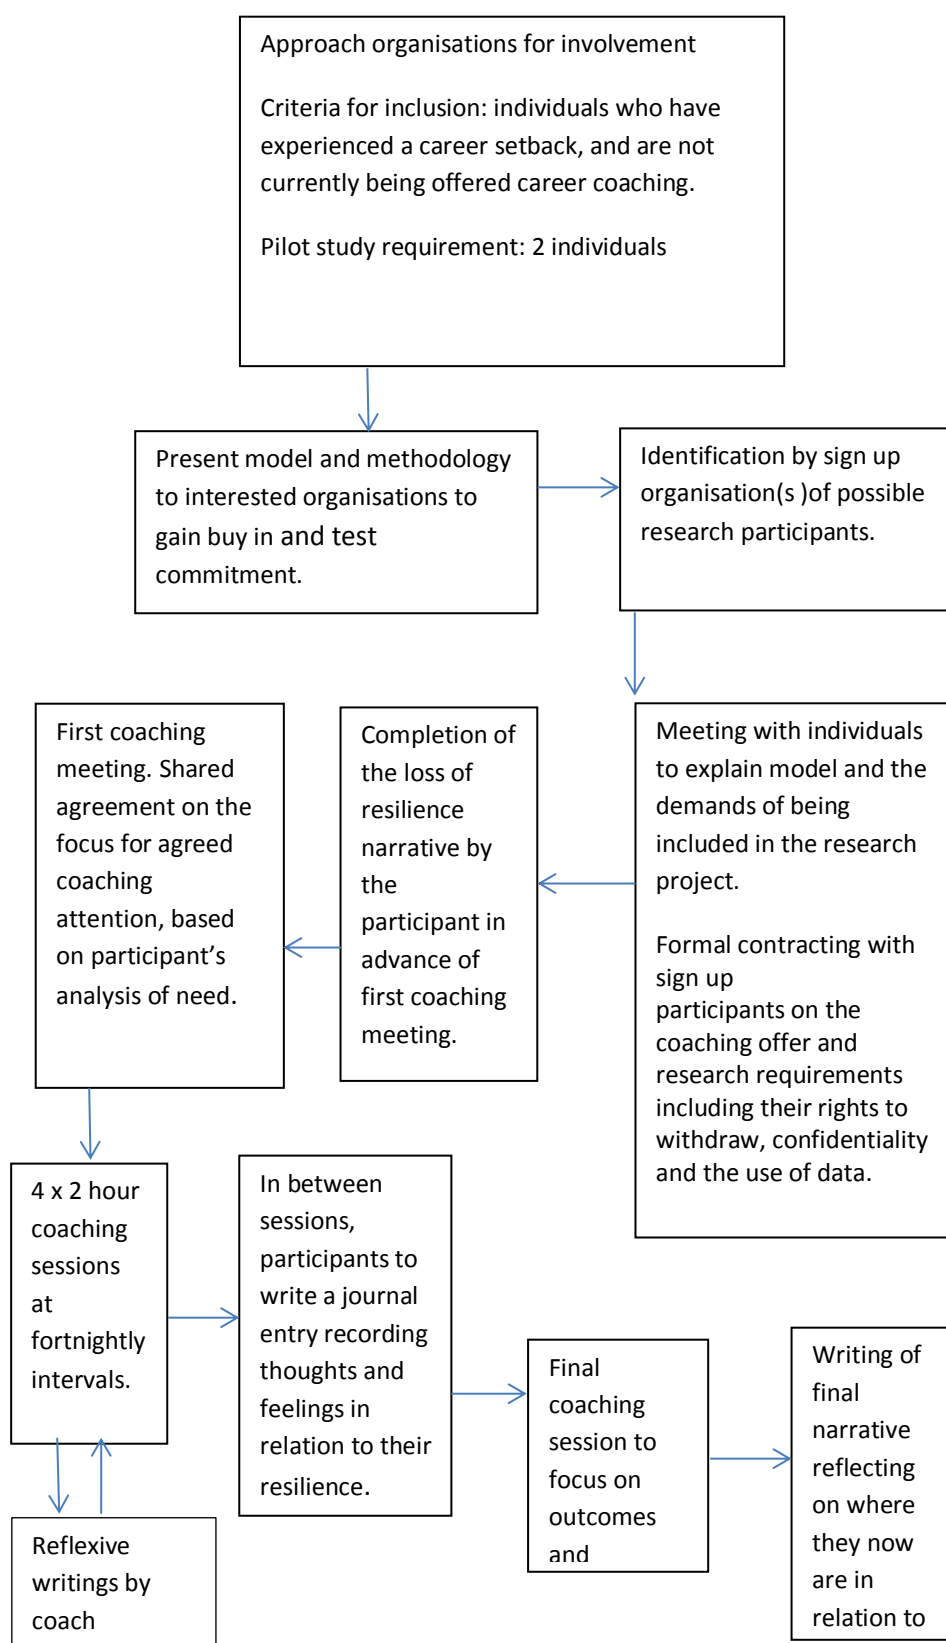 Approach organisations for involvement
Criteria for inclusion: individuals who have
experienced a career setback, and are not
currently being offered career coaching.
Pilot study requirement: 2 individuals
Present model and methodology
to interested organisations to
gain buy in and test
commitment.
Identification by sign up
organisation(s )of possible
research participants.
Meeting with individuals
to explain model and the
demands of being
included in the research
project.
Formal contracting with
sign up
participants on the
coaching offer and
research requirements
including their rights to
withdraw, confidentiality
and the use of data.
Completion of
the loss of
resilience
narrative by
the
participant in
advance of
first coaching
meeting.
First coaching
meeting. Shared
agreement on the
focus for agreed
coaching
attention, based
on participant’s
analysis of need.
4 x 2 hour
coaching
sessions
at
fortnightly
intervals.
Reflexive
writings by
coach
In between
sessions,
participants to
write a journal
entry recording
thoughts and
feelings in
relation to their
resilience.
Final
coaching
session to
focus on
outcomes
and
Writing of
final
narrative
reflecting
on where
they now
are in
relation to